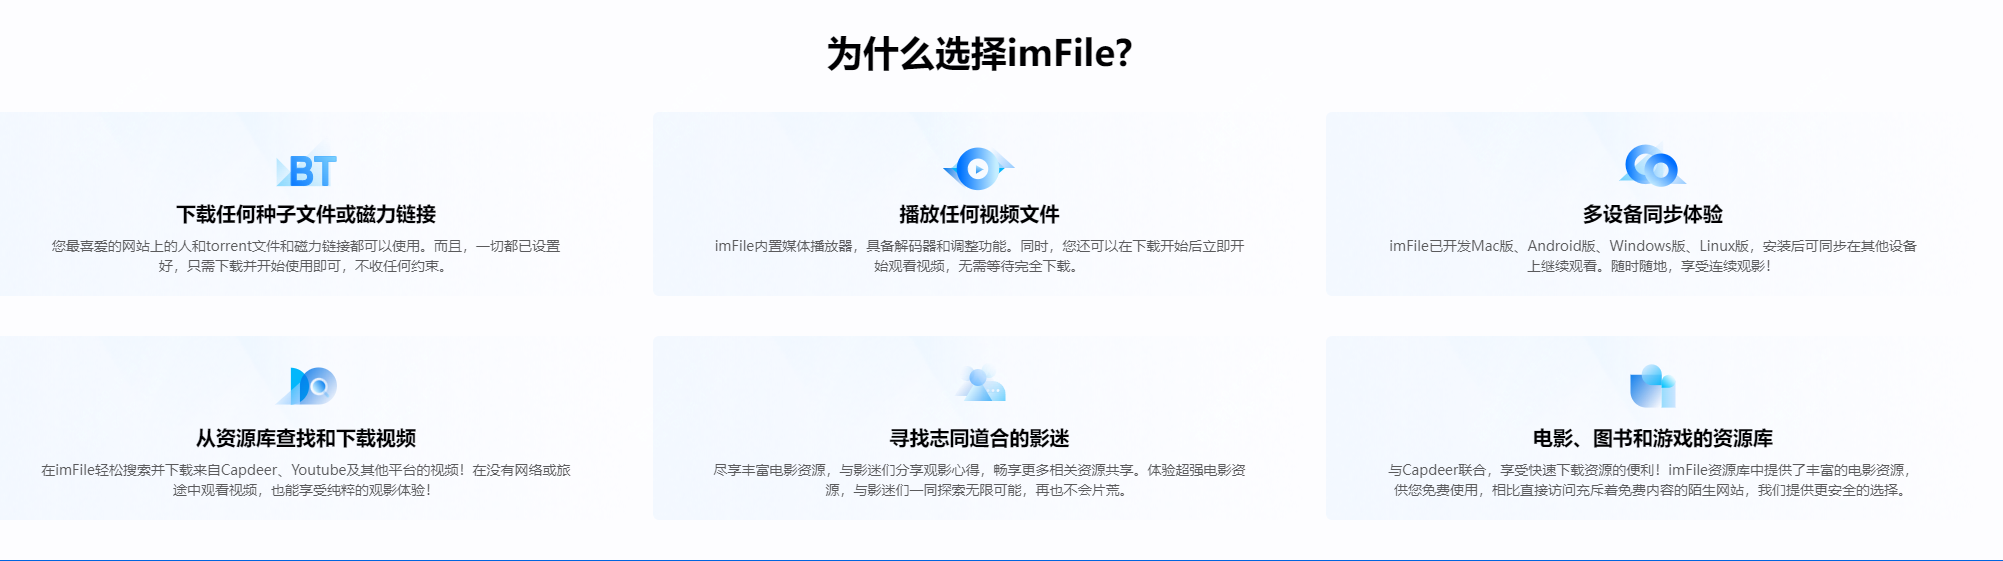 为什么选择imFile?
BT
下载任何种子文件或磁力链接
您最喜爱的网站上的人和torrent文件和磁力链接都可以使用。而且，一切都已设置
好，只需下载并开始使用即可，不收任何约束。
播放任何视频文件
imFile内置媒体播放器，具备解码器和调整功能。同时，您还可以在下载开始后立即开
始观看视频，无需等待完全下载。
多设备同步体验
imFile已开发Mac版、Android版、Windows版、Linux版，安装后可同步在其他设备
上继续观看。随时随地，享受连续观影！
从资源库查找和下载视频
在imFile轻松搜索并下载来自Capdeer、Youtube及其他平台的视频！在没有网络或旅
途中观看视频，也能享受纯粹的观影体验！
寻找志同道合的影迷
尽享丰富电影资源，与影迷们分享观影心得，畅享更多相关资源共享。体验超强电影资
源，与影迷们一同探索无限可能，再也不会片荒。
电影、图书和游戏的资源库
与Capdeer联合，享受快速下载资源的便利！imFile资源库中提供了丰富的电影资源，
供您免费使用，相比直接访问充斥着免费内容的陌生网站，我们提供更安全的选择。